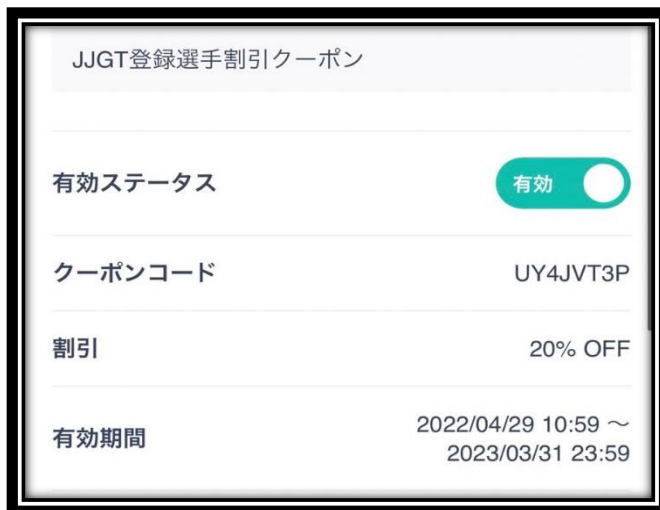 JJGT登録選手割引クーポン
有効ステータス
有効
クーポンコード
UY4JVT3P
割引
20% OFF
有効期間
2022/04/29 10:59 〜
2023/03/31 23:59